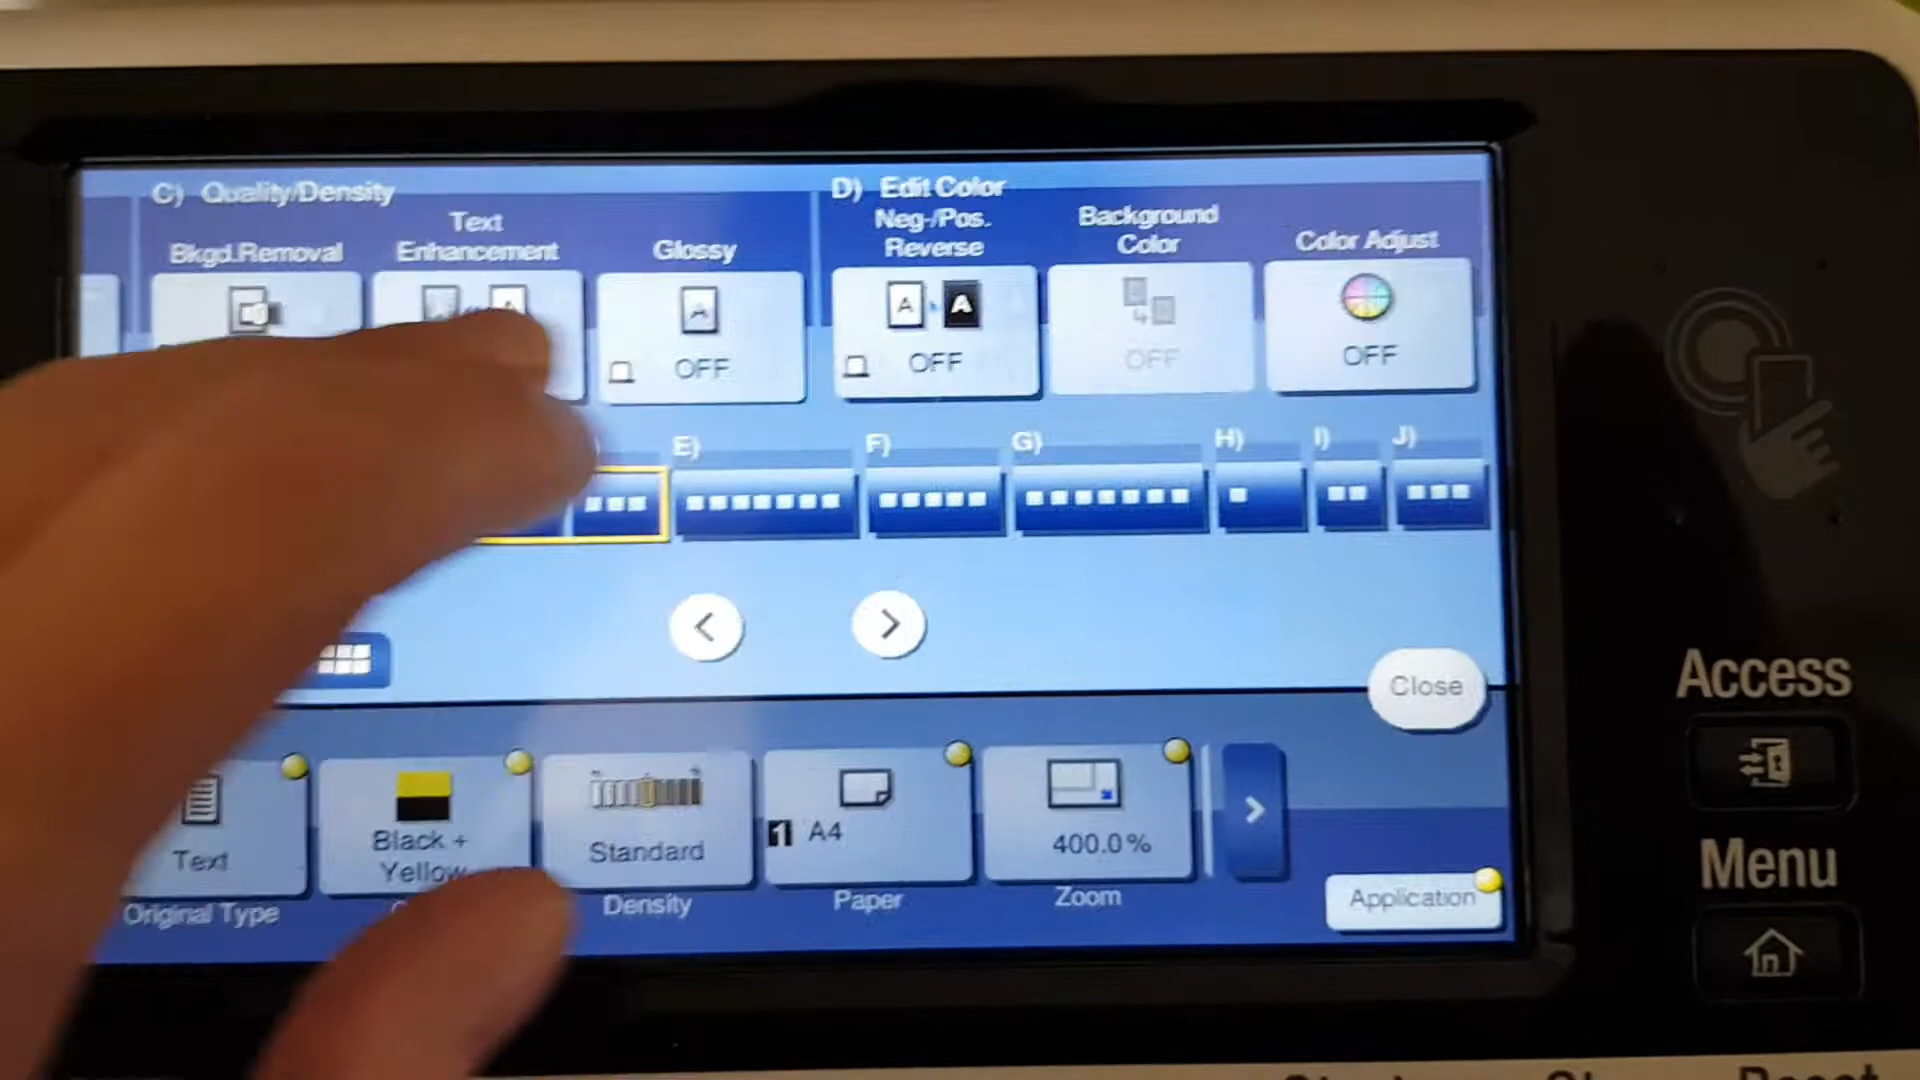 C) Quality/Density
D) Edit Color
Bkgd.Removal
Text
Enhancement
Glossy
Neg-/Pos.
Reverse
Background
Color
Color Adjust
A
A
A A
OFF
OFF
OFF
OFF
E)
F)
G)
H)
I)
J)
Close
Access
Text
Black +
Yellow
Standard
1 A4
400.0%
Menu
Original Type
Density
Paper
Zoom
Application